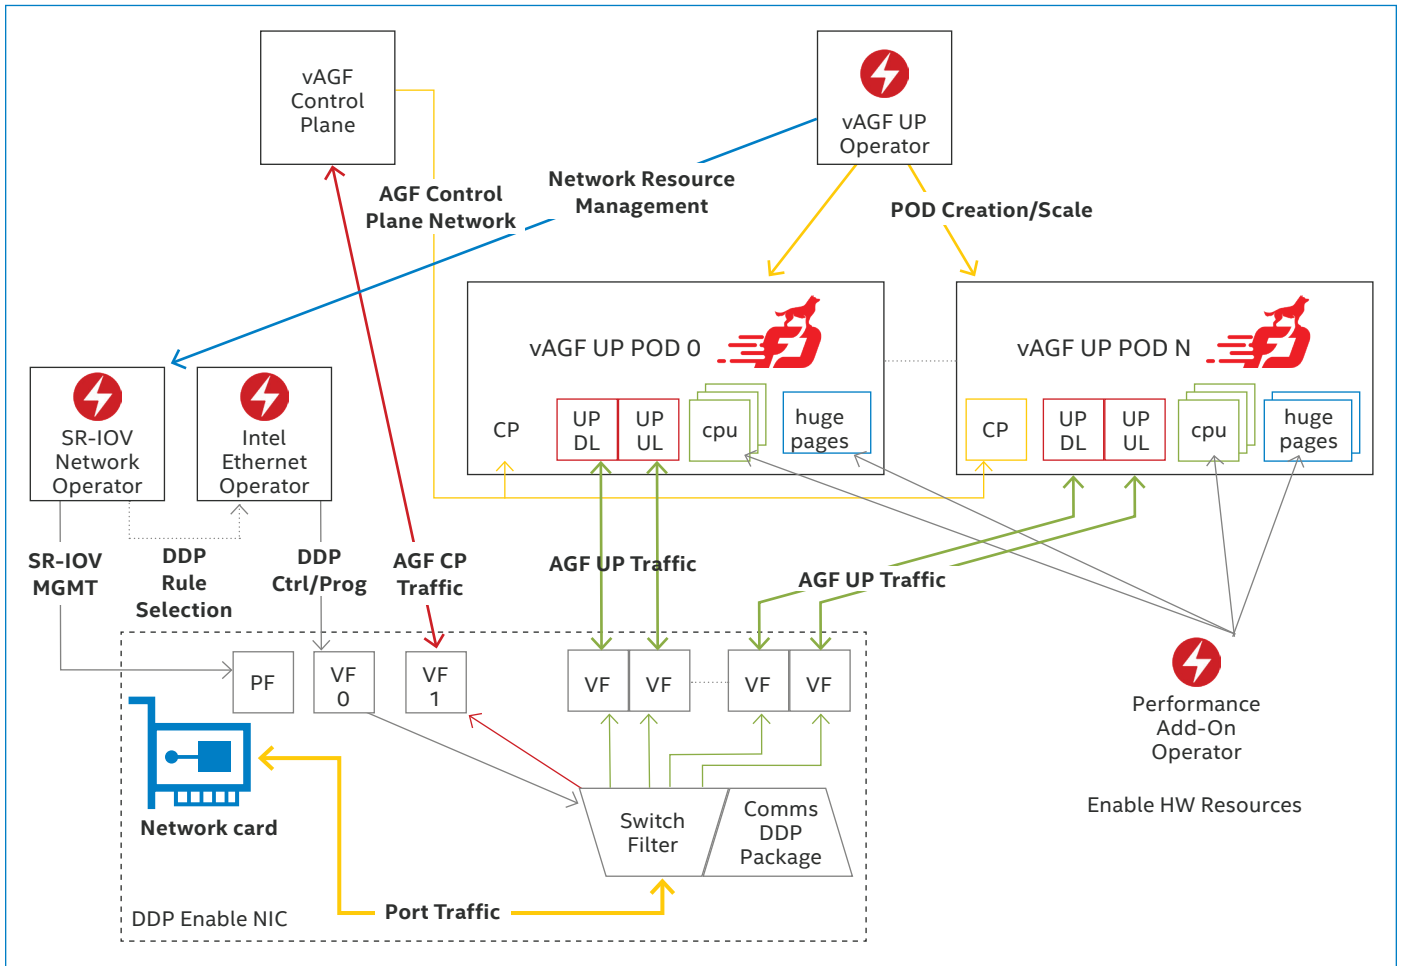 vAGF
Control
Plane
vAGF UP
Operator
AGF Control
Plane Network
Network Resource
Management
POD Creation/Scale
vAGF UP POD 0
CP
UP
DL
UP
UL
cpu
huge
pages
vAGF UP POD N
CP
UP
DL
UP
UL
cpu
huge
pages
SR-IOV
Network
Operator
Intel
Ethernet
Operator
SR-IOV
MGMT
DDP
Rule
Selection
DDP
Ctrl/Prog
AGF CP
Traffic
AGF UP Traffic
AGF UP Traffic
PF
VF
0
VF
1
VF
VF
VF
VF
Performance
Add-On
Operator
Enable HW Resources
Network card
Switch
Filter
Comms
DDP
Package
Port Traffic
DDP Enable NIC